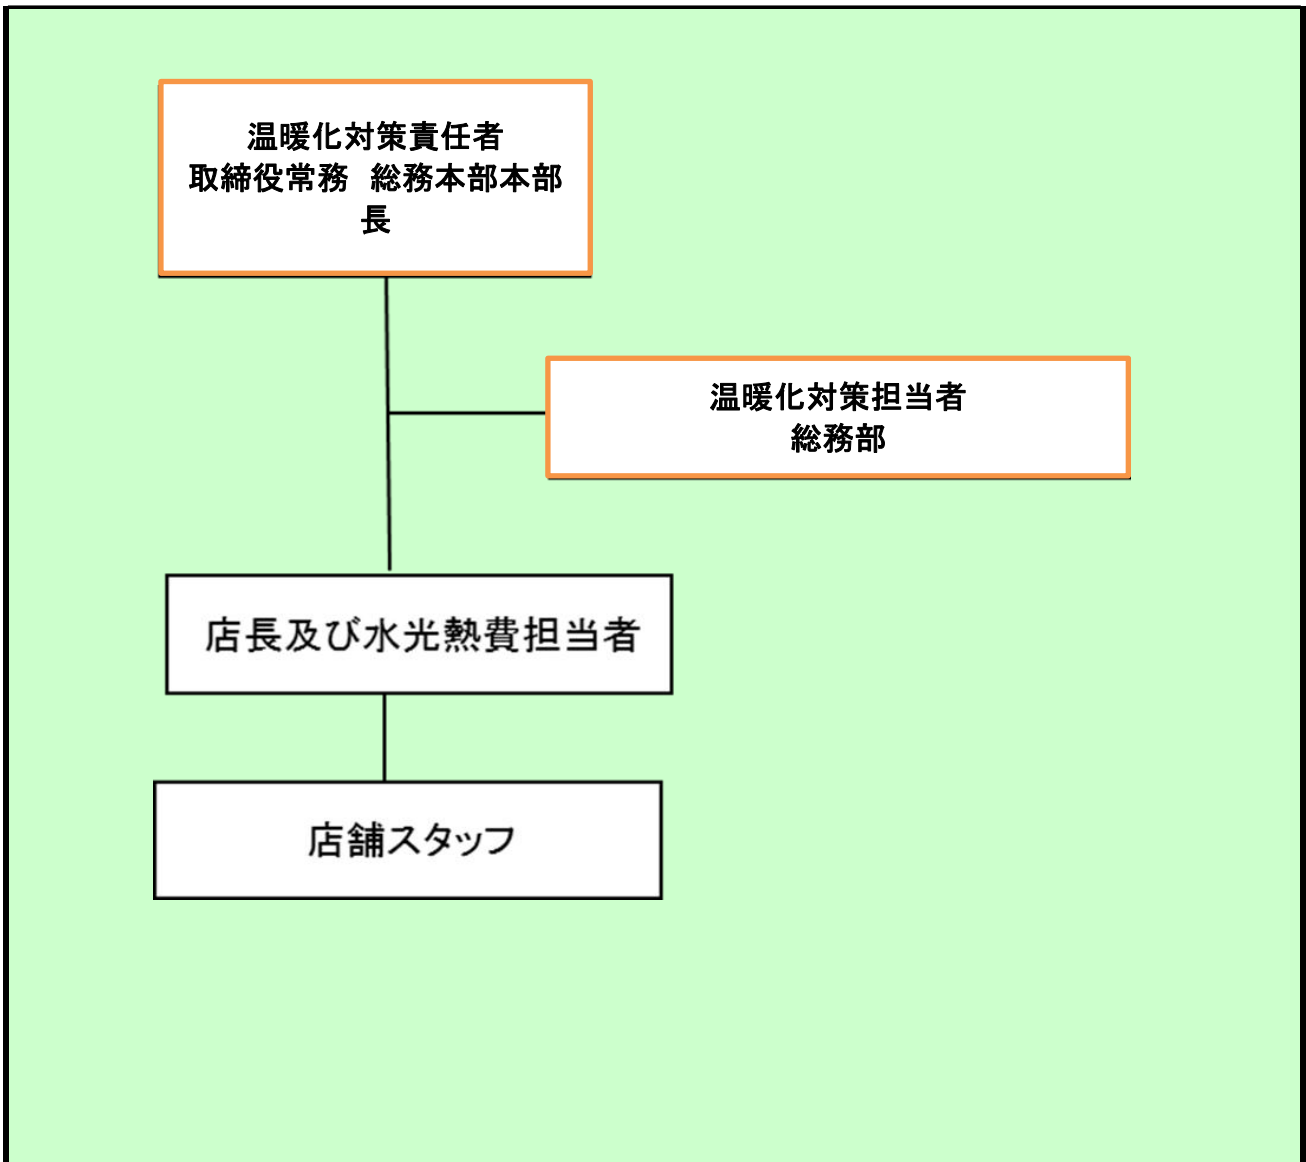 温暖化対策責任者
取締役常務　総務本部本部
長
温暖化対策担当者
総務部
店長及び水光熱費担当者
店舗スタッフ